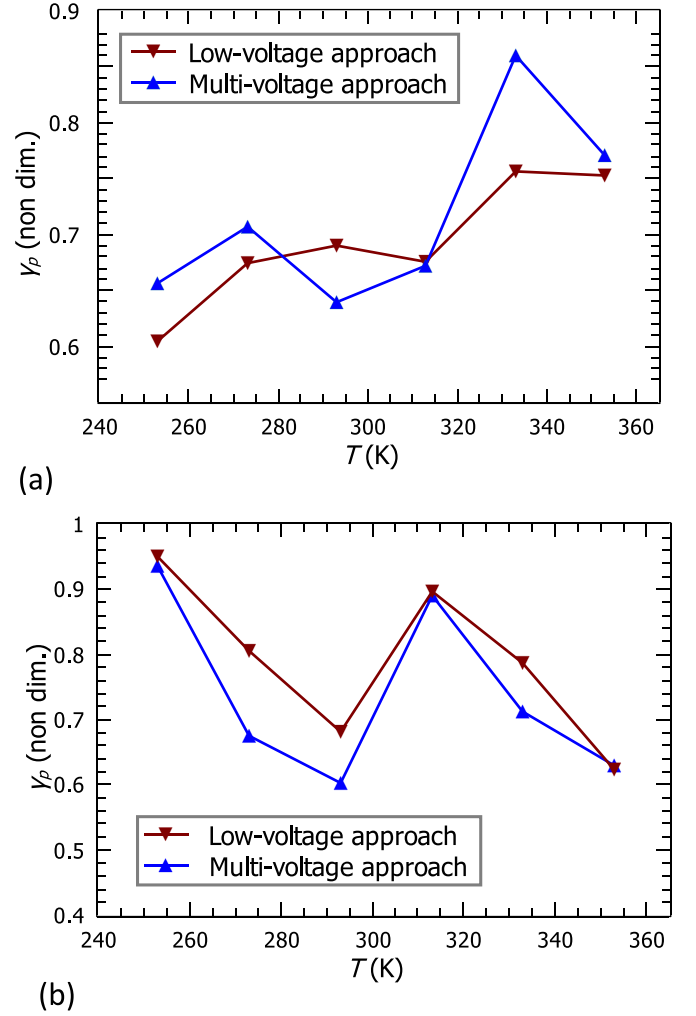 0.9
Low-voltage approach
Multi-voltage approach
0.8
0.7
0.6
γp (non dim.)
240 260 280 300 320 340 360
T (K)
(a)
1
0.9
0.8
0.7
0.6
0.5
0.4
γp (non dim.)
Low-voltage approach
Multi-voltage approach
240 260 280 300 320 340 360
T (K)
(b)